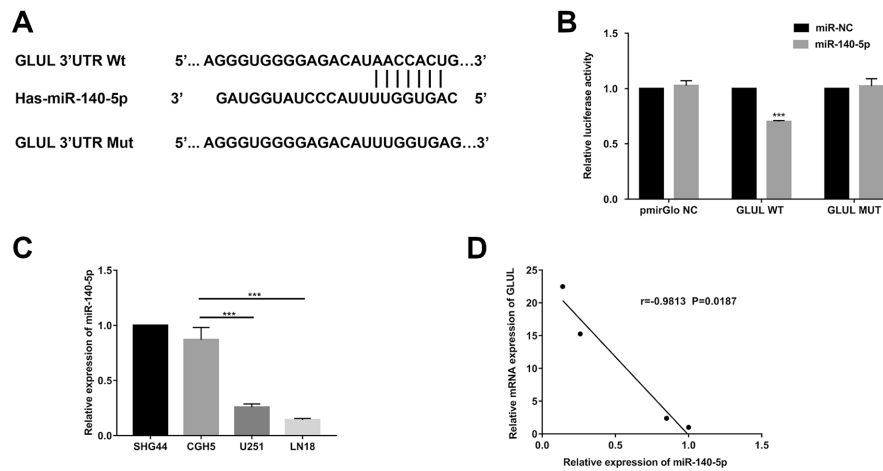 A
GLUL 3'UTR Wt 5'... AGGGUGGGGAGACAUAACCACUG...3'
Has-miR-140-5p 3' GAUGGUAUCCCAUUUUGGUGAC 5'
GLUL 3'UTR Mut 5'... AGGGUGGGGAGACAUUUGGUGAG...3'
B
miR-NC
miR-140-5p
Relative luciferase activity
1.5
1.0
0.5
0.0
***
pmirGlo NC GLUL WT GLUL MUT
C
Relative expression of miR-140-5p
1.5
1.0
0.5
0.0
***
***
SHG44 CGH5 U251 LN18
D
Relative mRNA expression of GLUL
25
20
15
10
5
0
r=-0.9813 P=0.0187
0.0 0.5 1.0 1.5
Relative expression of miR-140-5p